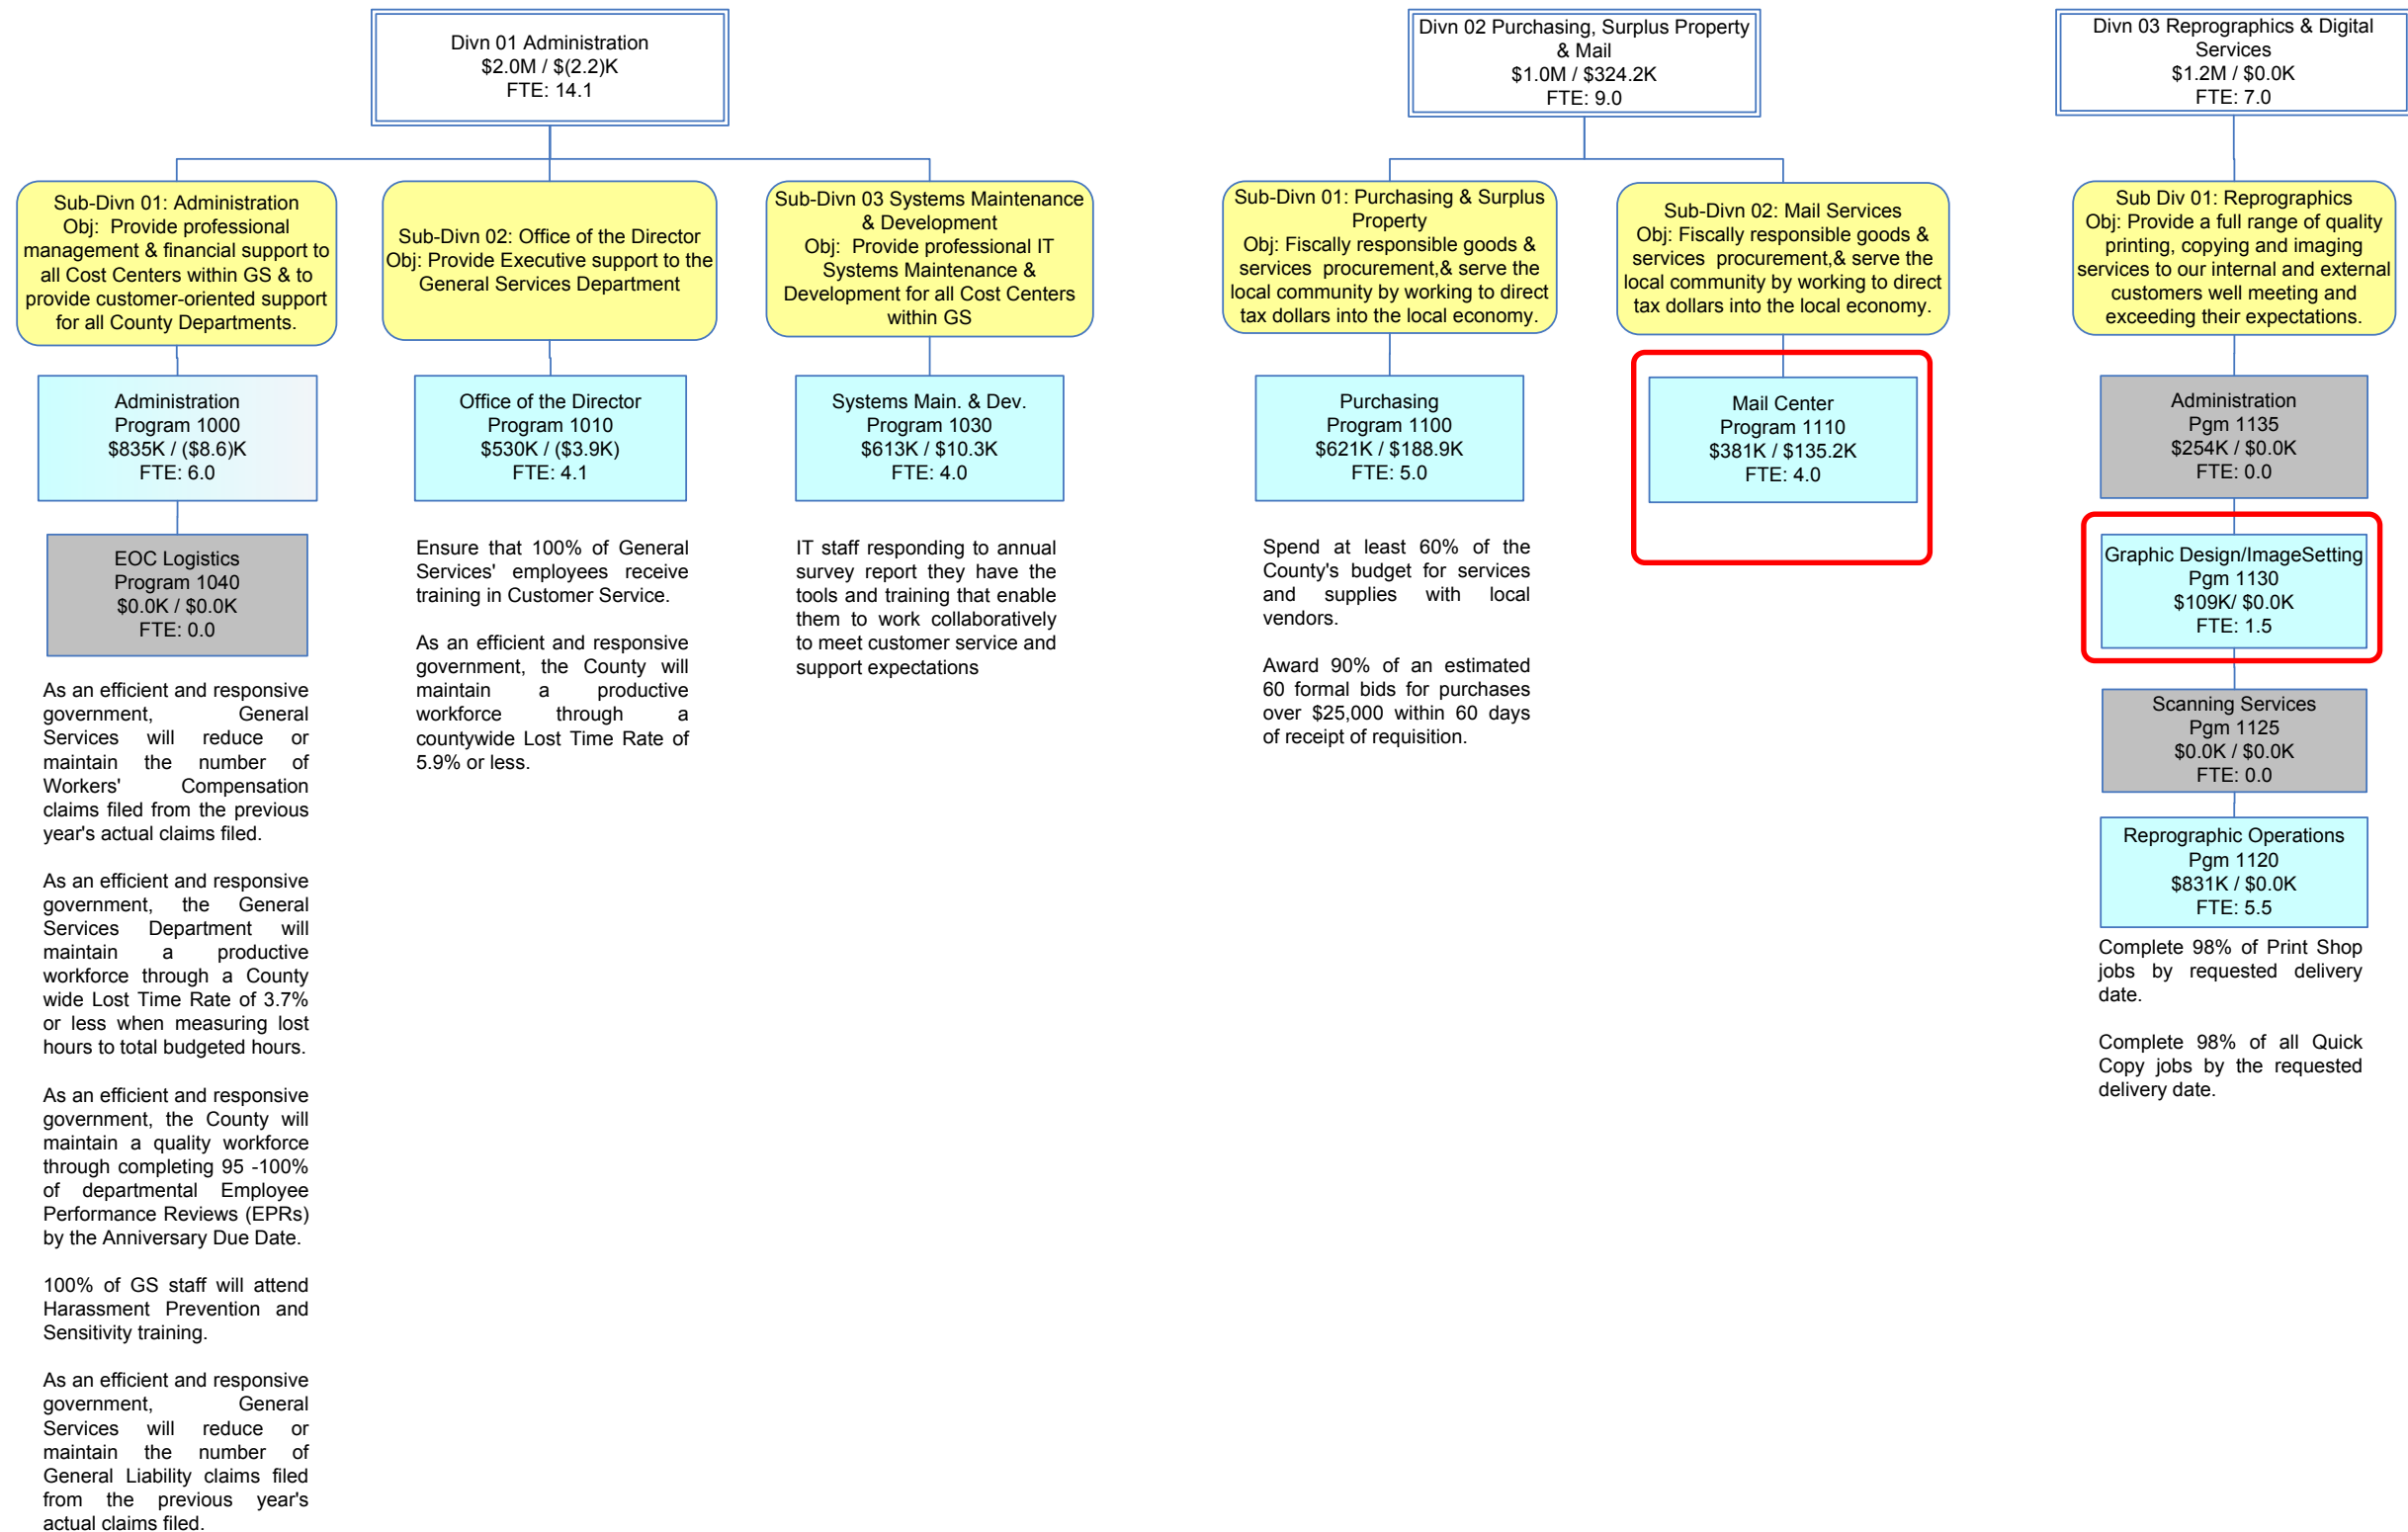 Divn 01 Administration
$2.0M / $(2.2)K
FTE: 14.1
Divn 02 Purchasing, Surplus Property
& Mail
$1.0M / $324.2K
FTE: 9.0
Divn 03 Reprographics & Digital
Services
$1.2M / $0.0K
FTE: 7.0
Sub-Divn 01: Administration
Obj:  Provide professional
management & financial support to
all Cost Centers within GS & to
provide customer-oriented support
for all County Departments.
Sub-Divn 02: Office of the Director
Obj: Provide Executive support to the
General Services Department
Sub-Divn 03 Systems Maintenance
& Development
Obj:  Provide professional IT
Systems Maintenance &
Development for all Cost Centers
within GS
Sub-Divn 01: Purchasing & Surplus
Property
Obj: Fiscally responsible goods &
services  procurement,& serve the
local community by working to direct
tax dollars into the local economy.
Sub-Divn 02: Mail Services
Obj: Fiscally responsible goods &
services  procurement,& serve the
local community by working to direct
tax dollars into the local economy.
Sub Div 01: Reprographics
Obj: Provide a full range of quality
printing, copying and imaging
services to our internal and external
customers well meeting and
exceeding their expectations.
Administration
Program 1000
$835K / ($8.6)K
FTE: 6.0
Office of the Director
Program 1010
$530K / ($3.9K)
FTE: 4.1
Systems Main. & Dev.
Program 1030
$613K / $10.3K
FTE: 4.0
Purchasing
Program 1100
$621K / $188.9K
FTE: 5.0
Mail Center
Program 1110
$381K / $135.2K
FTE: 4.0
Administration
Pgm 1135
$254K / $0.0K
FTE: 0.0
EOC Logistics
Program 1040
$0.0K / $0.0K
FTE: 0.0
As an efficient and responsive
government, General
Services will reduce or
maintain the number of
Workers' Compensation
claims filed from the previous
year's actual claims filed.
As an efficient and responsive
government, the General
Services Department will
maintain a productive
workforce through a County
wide Lost Time Rate of 3.7%
or less when measuring lost
hours to total budgeted hours.
As an efficient and responsive
government, the County will
maintain a quality workforce
through completing 95 -100%
of departmental Employee
Performance Reviews (EPRs)
by the Anniversary Due Date.
100% of GS staff will attend
Harassment Prevention and
Sensitivity training.
As an efficient and responsive
government, General
Services will reduce or
maintain the number of
General Liability claims filed
from the previous year's
actual claims filed.
Ensure that 100% of General
Services' employees receive
training in Customer Service.
As an efficient and responsive
government, the County will
maintain a productive
workforce through a
countywide Lost Time Rate of
5.9% or less.
IT staff responding to annual
survey report they have the
tools and training that enable
them to work collaboratively
to meet customer service and
support expectations
Spend at least 60% of the
County's budget for services
and supplies with local
vendors.
Award 90% of an estimated
60 formal bids for purchases
over $25,000 within 60 days
of receipt of requisition.
Graphic Design/ImageSetting
Pgm 1130
$109K/ $0.0K
FTE: 1.5
Scanning Services
Pgm 1125
$0.0K / $0.0K
FTE: 0.0
Reprographic Operations
Pgm 1120
$831K / $0.0K
FTE: 5.5
Complete 98% of Print Shop
jobs by requested delivery
date.
Complete 98% of all Quick
Copy jobs by the requested
delivery date.